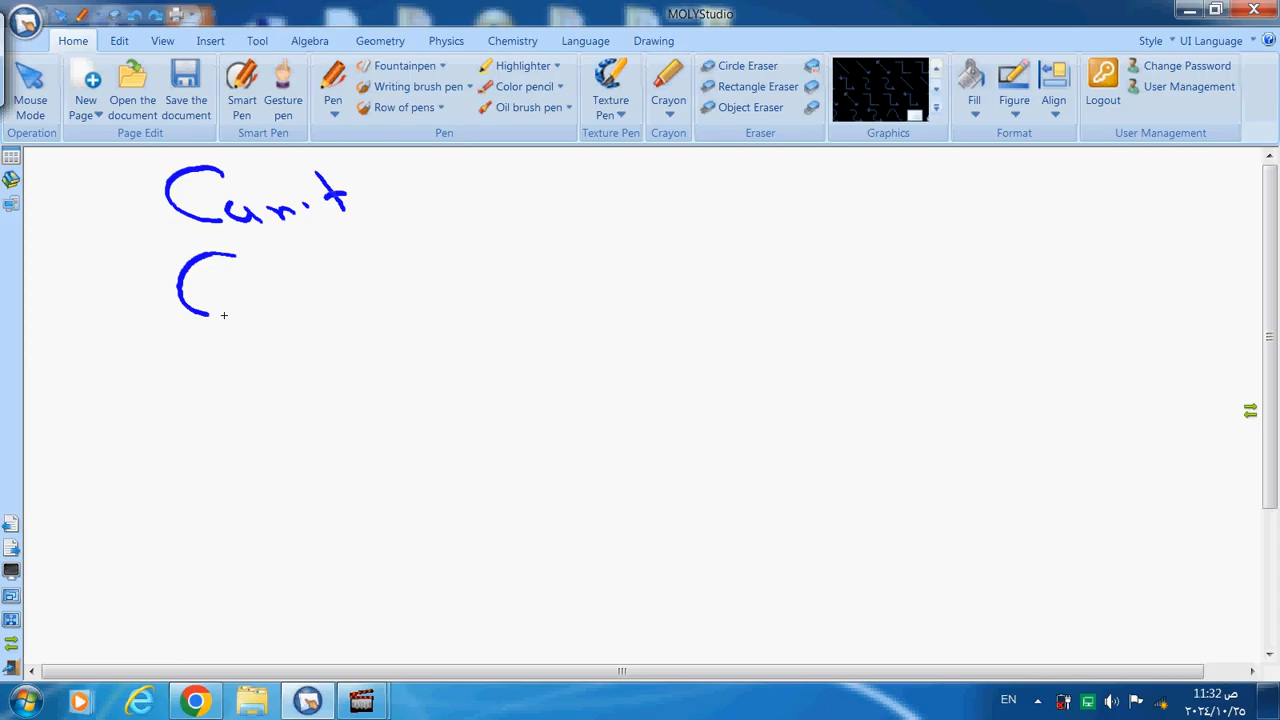 MOLYStudio
Home Edit View Insert Tool Algebra Geometry Physics Chemistry Language Drawing Style UI Language
Mouse Mode
Operation
New Page
Open the document
Save the document
Page Edit
Smart Pen
Gesture pen
Smart Pen
Pen
Fountainpen
Writing brush pen
Row of pens
Highlighter
Color pencil
Oil brush pen
Pen
Texture Pen
Texture Pen
Crayon
Crayon
Circle Eraser
Rectangle Eraser
Object Eraser
Eraser
Graphics
Fill
Figure
Align
Format
Logout
Change Password
User Management
User Management
C unit
C
EN
11:32 ص
٢٠٢٤/١٠/٢٥